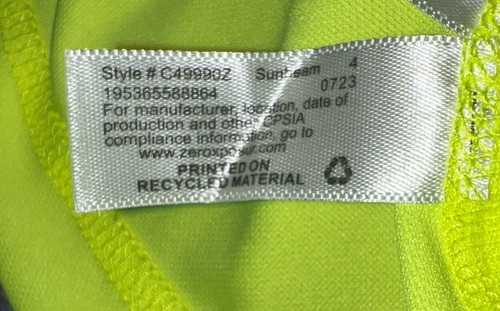 Style # C49990Z Sunbeam 4
195365588864 0723
For manufacturer, location, date of
production and other CPSIA
compliance information, go to
www.zeroxposur.com
PRINTED ON
RECYCLED MATERIAL